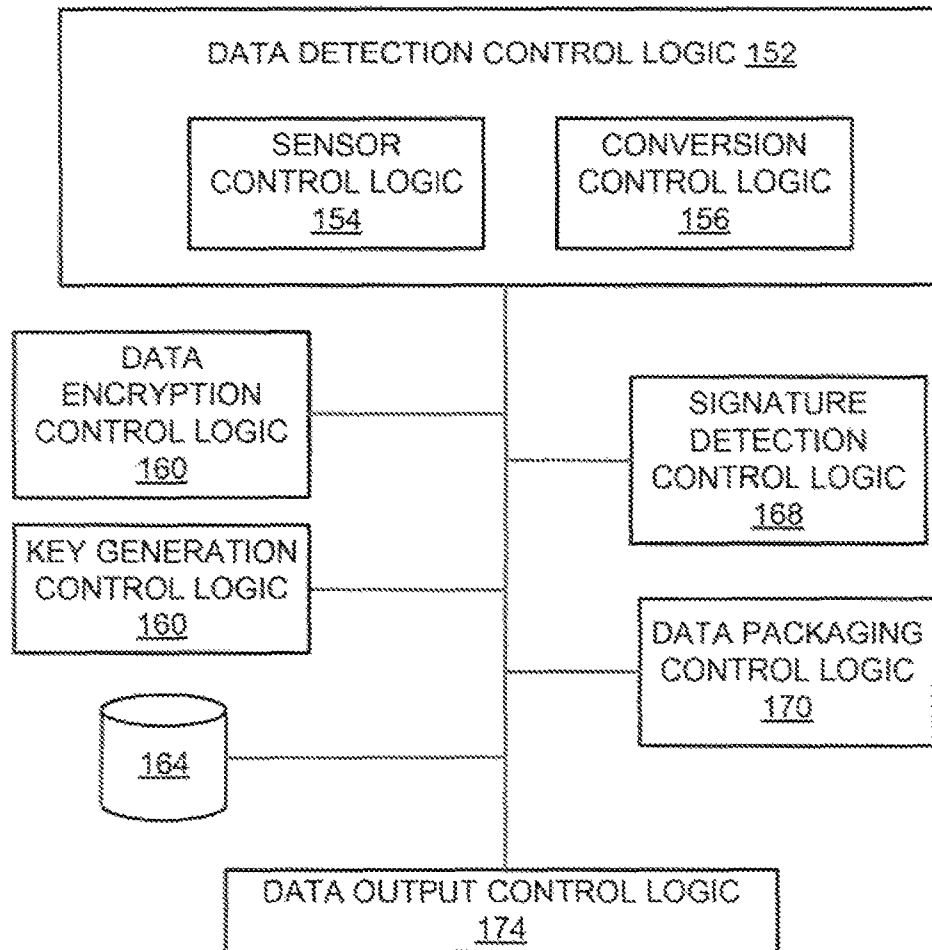 DATA DETECTION CONTROL LOGIC 152
SENSOR
CONTROL LOGIC
154
CONVERSION
CONTROL LOGIC
156
DATA
ENCRYPTION
CONTROL LOGIC
160
SIGNATURE
DETECTION
CONTROL LOGIC
168
KEY GENERATION
CONTROL LOGIC
160
DATA PACKAGING
CONTROL LOGIC
170
164
DATA OUTPUT CONTROL LOGIC
174